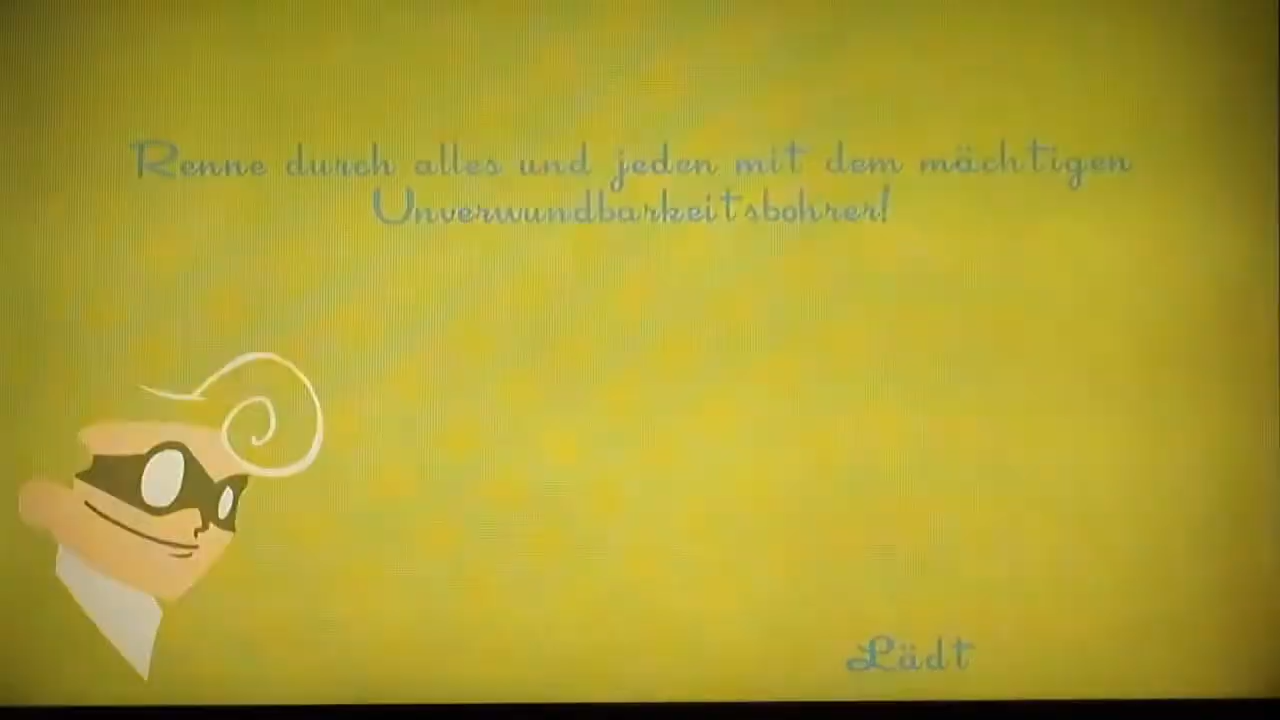 Renne durch alles und jeden mit dem mächtigen
Unverwundbarkeitsbohrer!
Lädt